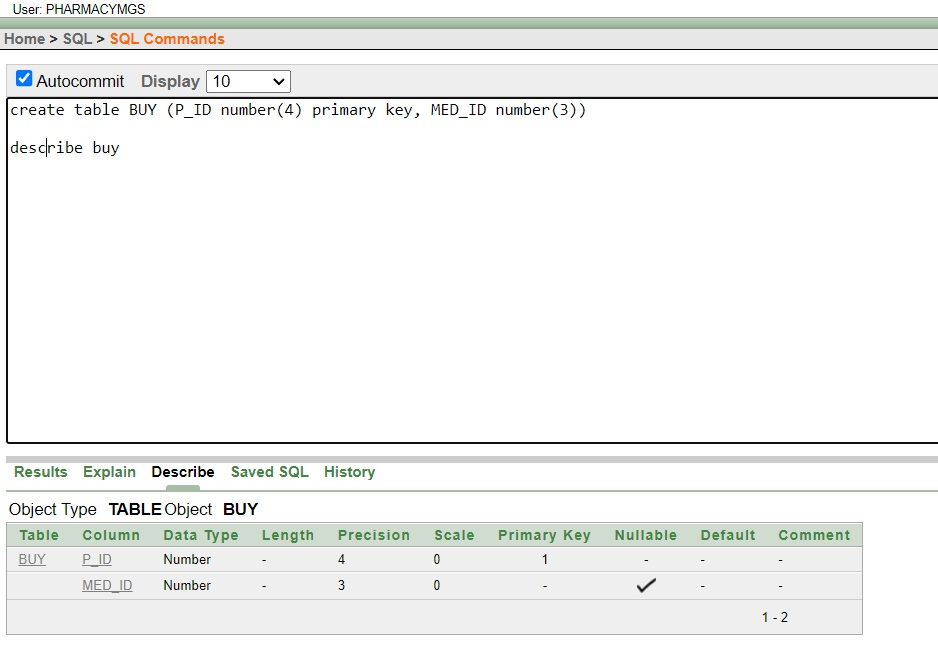 User: PHARMACYMGS
Home > SQL > SQL Commands
Autocommit Display 10
create table BUY (P_ID number(4) primary key, MED_ID number(3))
describe buy
Results Explain Describe Saved SQL History
Object Type TABLE Object BUY
Table Column Data Type Length Precision Scale Primary Key Nullable Default Comment
BUY P_ID Number - 4 0 1 - - -
MED_ID Number - 3 0 - ✓ - -
1 - 2